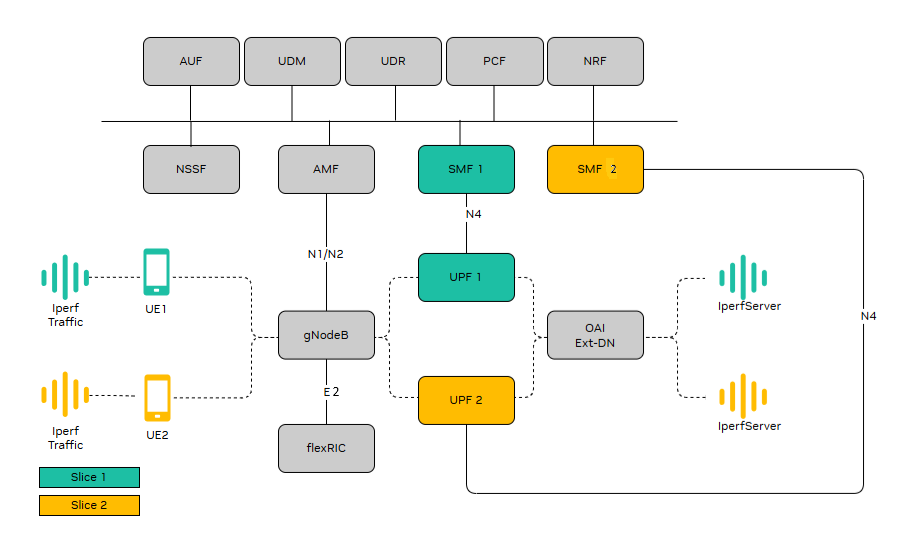 AUF
UDM
UDR
PCF
NRF
NSSF
AMF
SMF 1
SMF 2
N4
N1/N2
UPF 1
Iperf
Traffic
UE1
IperfServer
gNodeB
OAI
Ext-DN
N4
E2
UPF 2
Iperf
Traffic
UE2
IperfServer
flexRIC
Slice 1
Slice 2